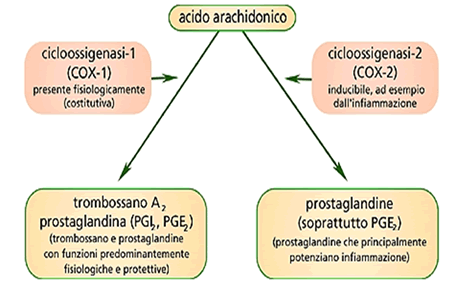 acido arachidonico
cicloossigenasi-1
(COX-1)
presente fisiologicamente
(costitutiva)
cicloossigenasi-2
(COX-2)
inducibile, ad esempio
dall'infiammazione
trombossano A₂
prostaglandina (PGI₂, PGE₂)
(trombossano e prostaglandine
con funzioni predominantemente
fisiologiche e protettive)
prostaglandine
(soprattutto PGE₂)
(prostaglandine che principalmente
potenziano infiammazione)